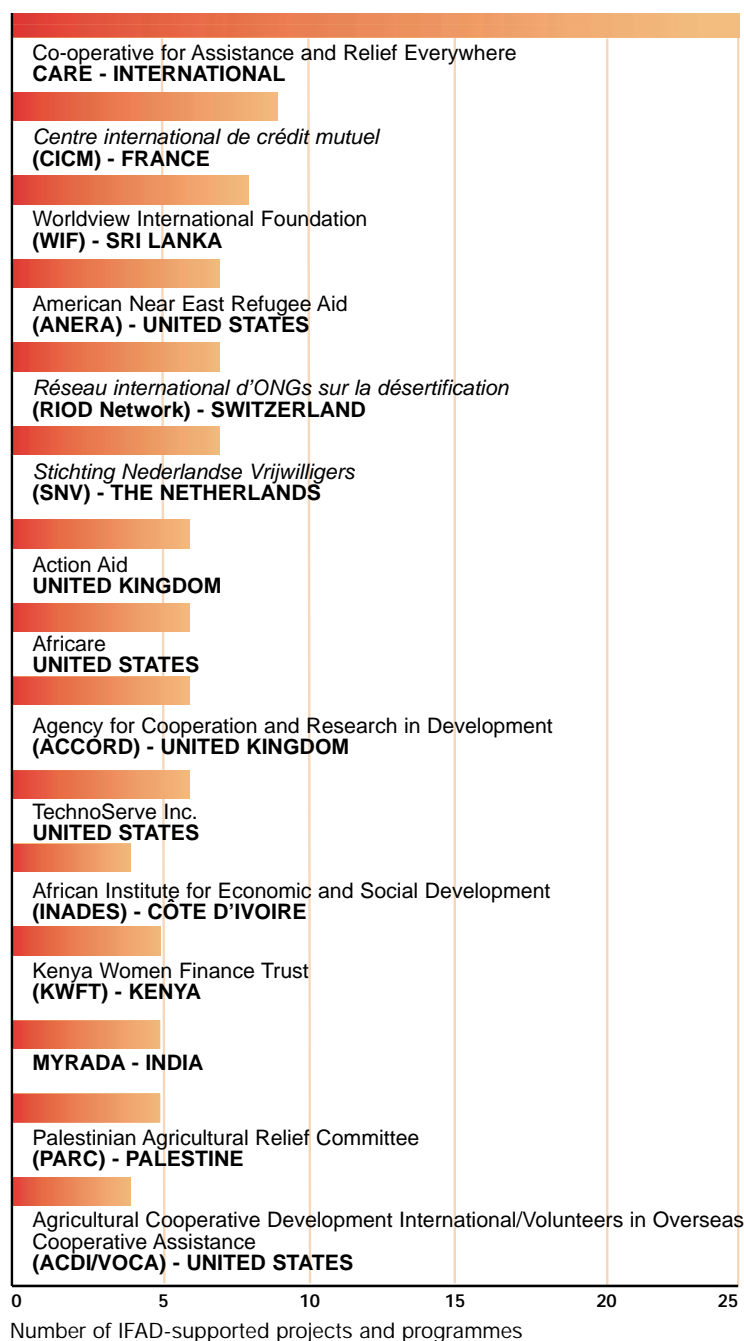 Co-operative for Assistance and Relief Everywhere
CARE - INTERNATIONAL
Centre international de crédit mutuel
(CICM) - FRANCE
Worldview International Foundation
(WIF) - SRI LANKA
American Near East Refugee Aid
(ANERA) - UNITED STATES
Réseau international d'ONGs sur la désertification
(RIOD Network) - SWITZERLAND
Stichting Nederlandse Vrijwilligers
(SNV) - THE NETHERLANDS
Action Aid
UNITED KINGDOM
Africare
UNITED STATES
Agency for Cooperation and Research in Development
(ACCORD) - UNITED KINGDOM
TechnoServe Inc.
UNITED STATES
African Institute for Economic and Social Development
(INADES) - CÔTE D'IVOIRE
Kenya Women Finance Trust
(KWFT) - KENYA
MYRADA - INDIA
Palestinian Agricultural Relief Committee
(PARC) - PALESTINE
Agricultural Cooperative Development International/Volunteers in Overseas
Cooperative Assistance
(ACDI/VOCA) - UNITED STATES
0 5 10 15 20 25
Number of IFAD-supported projects and programmes